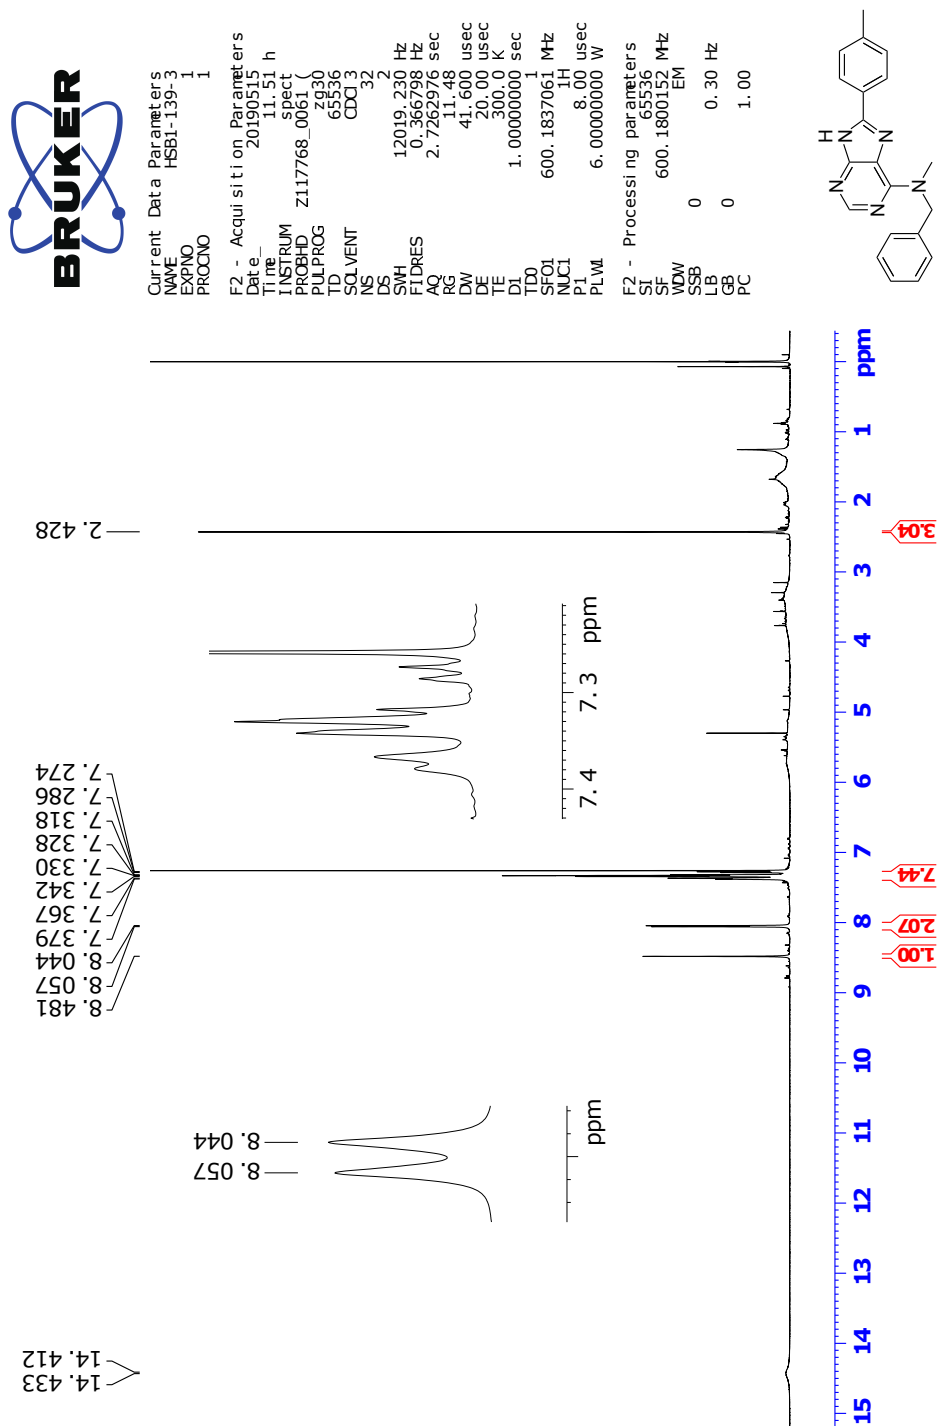 BRUKER
Current Data Parameters
NAME HSB1-139-3
EXPNO 1
PROCNO 1
F2 - Acquisition Parameters
Date_ 20190515
Time 11.51 h
INSTRUM spect
PROBHD Z117768_0061 (
PULPROG zg30
TD 65536
SOLVENT CDCl3
NS 32
DS 2
SWH 12019.230 Hz
FIDRES 0.366798 Hz
AQ 2.7262976 sec
RG 11.48
DW 41.600 usec
DE 20.00 usec
TE 300.0 K
D1 1.00000000 sec
TD0 1
SFO1 600.1837061 MHz
NUC1 1H
P1 8.00 usec
PLW1 6.00000000 W
F2 - Processing parameters
SI 65536
SF 600.1800152 MHz
WDW EM
SSB 0
LB 0.30 Hz
GB 0
PC 1.00
H
N
N
N
N
N
14.433
14.412
8.481
8.057
8.044
7.379
7.367
7.342
7.330
7.328
7.318
7.286
7.274
2.428
8.057
8.044
ppm
7.4 7.3 ppm
15 14 13 12 11 10 9 8 7 6 5 4 3 2 1 ppm
1.00
2.07
7.44
3.04